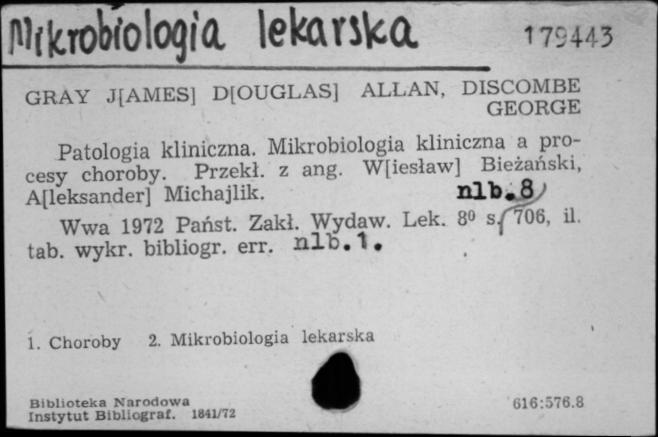 Mikrobiologia lekarska 179443
GRAY J[AMES] D[OUGLAS] ALLAN, DISCOMBE
GEORGE
Patologia kliniczna. Mikrobiologia kliniczna a pro-
cesy choroby. Przekł. z ang. W[iesław] Bieżański,
A[leksander] Michajlik. nlb.8,
Wwa 1972 Państ. Zakł. Wydaw. Lek. 8⁰ s. 706, il.
tab. wykr. bibliogr. err. nlb.1.
1. Choroby 2. Mikrobiologia lekarska
Biblioteka Narodowa
Instytut Bibliograf. 1841/72 616:576.8